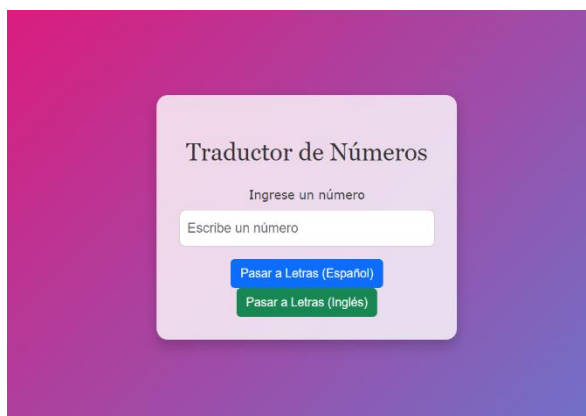 Traductor de Números
Ingrese un número
Escribe un número
Pasar a Letras (Español)
Pasar a Letras (Inglés)